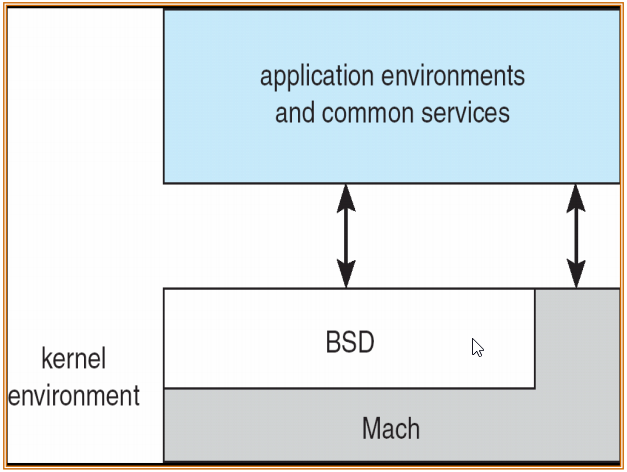 application environments
and common services
BSD
kernel
environment
Mach